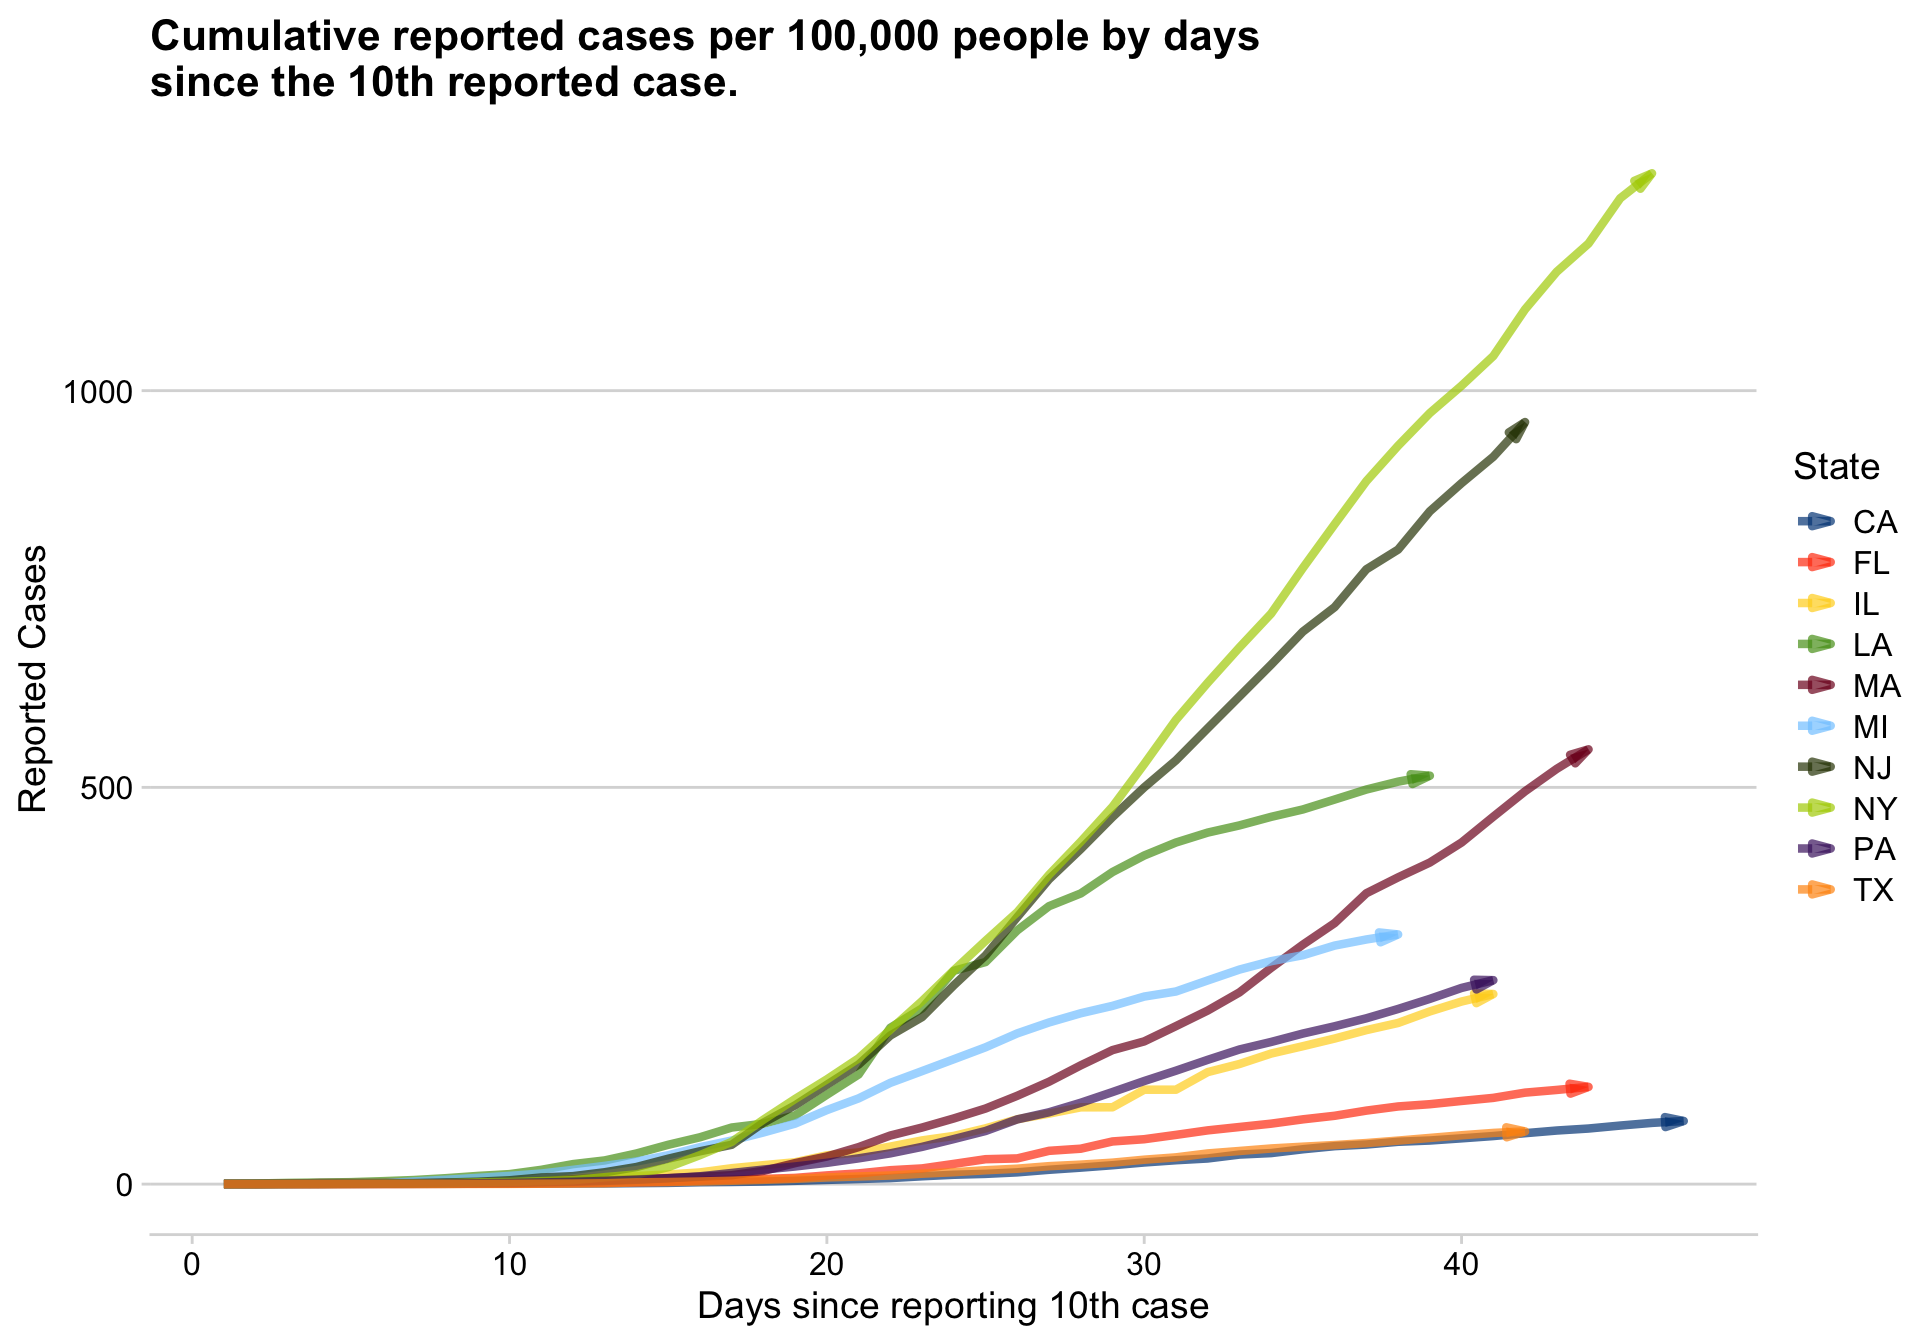 Cumulative reported cases per 100,000 people by days
since the 10th reported case.
Reported Cases
1000
500
0
0 10 20 30 40
Days since reporting 10th case
State
CA
FL
IL
LA
MA
MI
NJ
NY
PA
TX